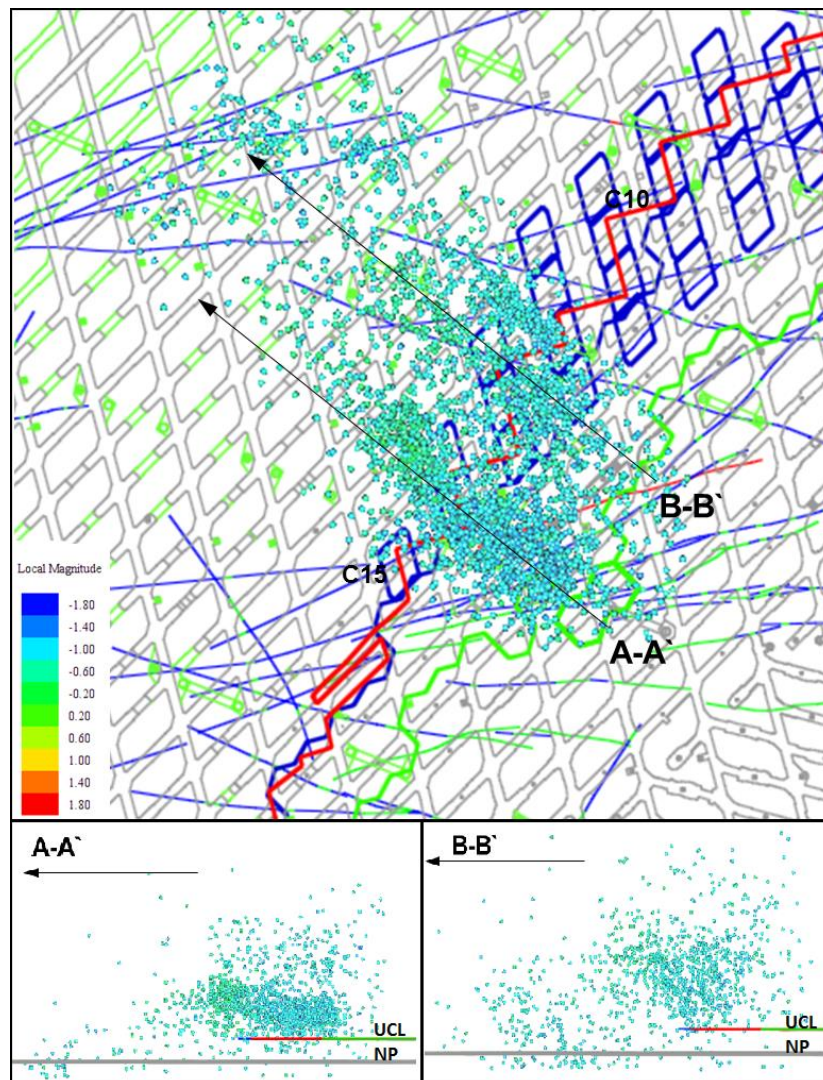 C10
B-B`
C15
A-A`
Local Magnitude
-1.80
-1.40
-1.00
-0.60
-0.20
0.20
0.60
1.00
1.40
1.80
A-A`
UCL
NP
B-B`
UCL
NP